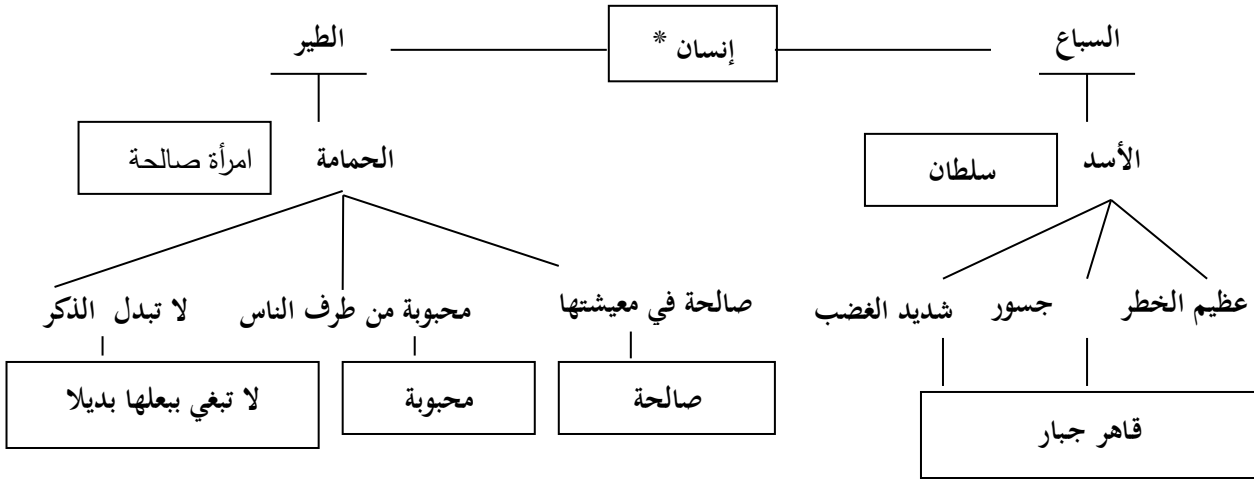 السباع
إنسان *
الطير
الأسد
سلطان
الحمامة
امرأة صالحة
عظيم الخطر
جسور
شديد الغضب
صالحة في معيشتها
محبوبة من طرف الناس
لا تبدل الذكر
قاهر جبار
صالحة
محبوبة
لا تبغي ببعلها بديلا